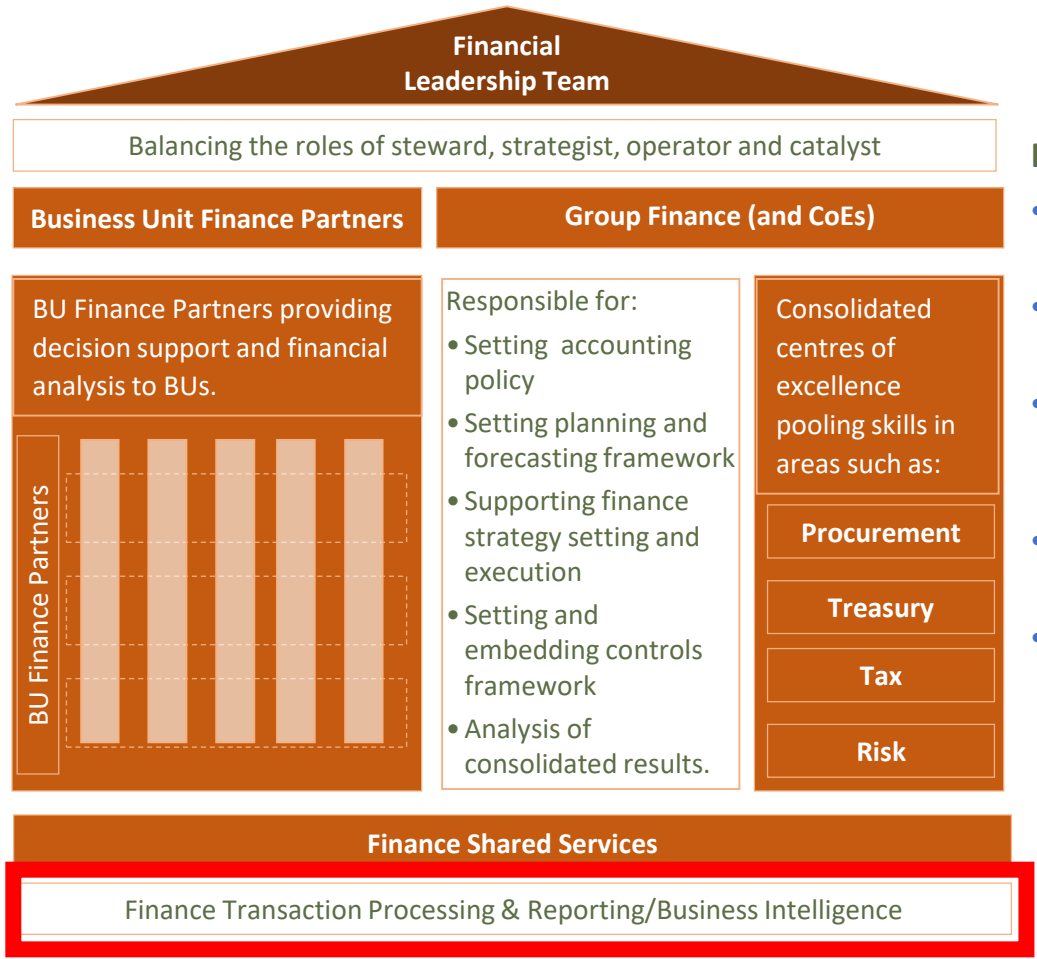 Financial
Leadership Team
Balancing the roles of steward, strategist, operator and catalyst
Business Unit Finance Partners
Group Finance (and CoEs)
BU Finance Partners providing
decision support and financial
analysis to BUs.
BU Finance Partners
Responsible for:
• Setting accounting
policy
• Setting planning and
forecasting framework
• Supporting finance
strategy setting and
execution
• Setting and
embedding controls
framework
• Analysis of
consolidated results.
Consolidated
centres of
excellence
pooling skills in
areas such as:
Procurement
Treasury
Tax
Risk
Finance Shared Services
Finance Transaction Processing & Reporting/Business Intelligence